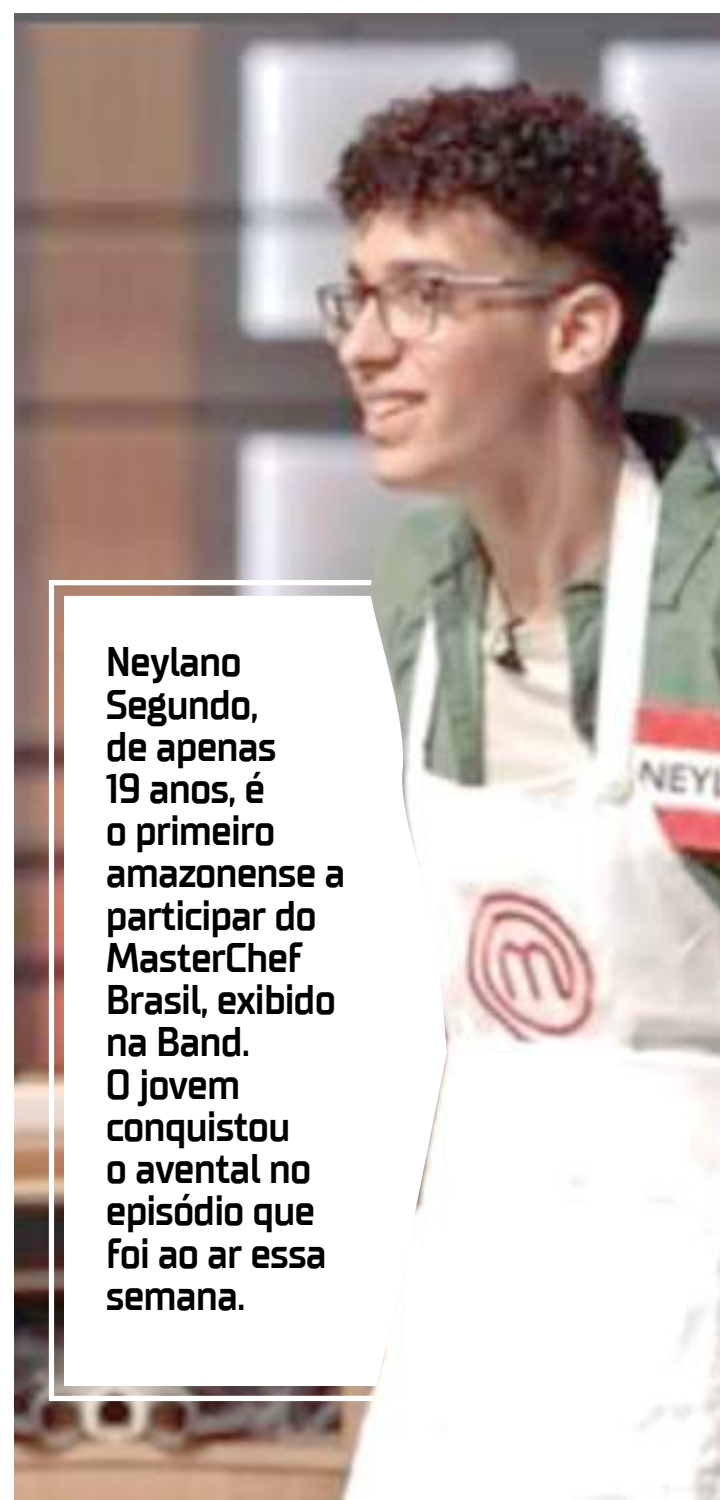 Neylano
Segundo,
de apenas
19 anos, é
o primeiro
amazonense a
participar do
MasterChef
Brasil, exibido
na Band.
O jovem
conquistou
o avental no
episódio que
foi ao ar essa
semana.
NEYL
m